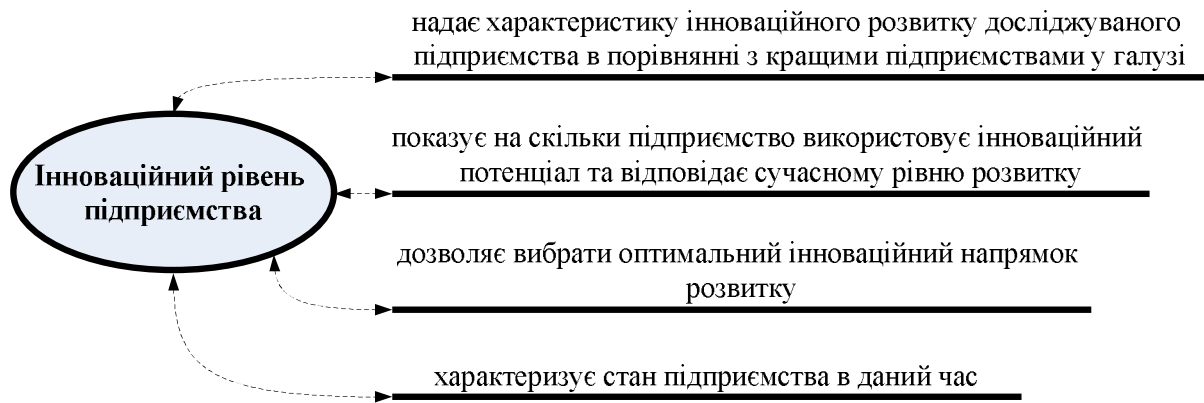 надає характеристику інноваційного розвитку досліджуваного
підприємства в порівнянні з кращими підприємствами у галузі
Інноваційний рівень
підприємства
показує на скільки підприємство використовує інноваційний
потенціал та відповідає сучасному рівню розвитку
дозволяє вибрати оптимальний інноваційний напрямок
розвитку
характеризує стан підприємства в даний час